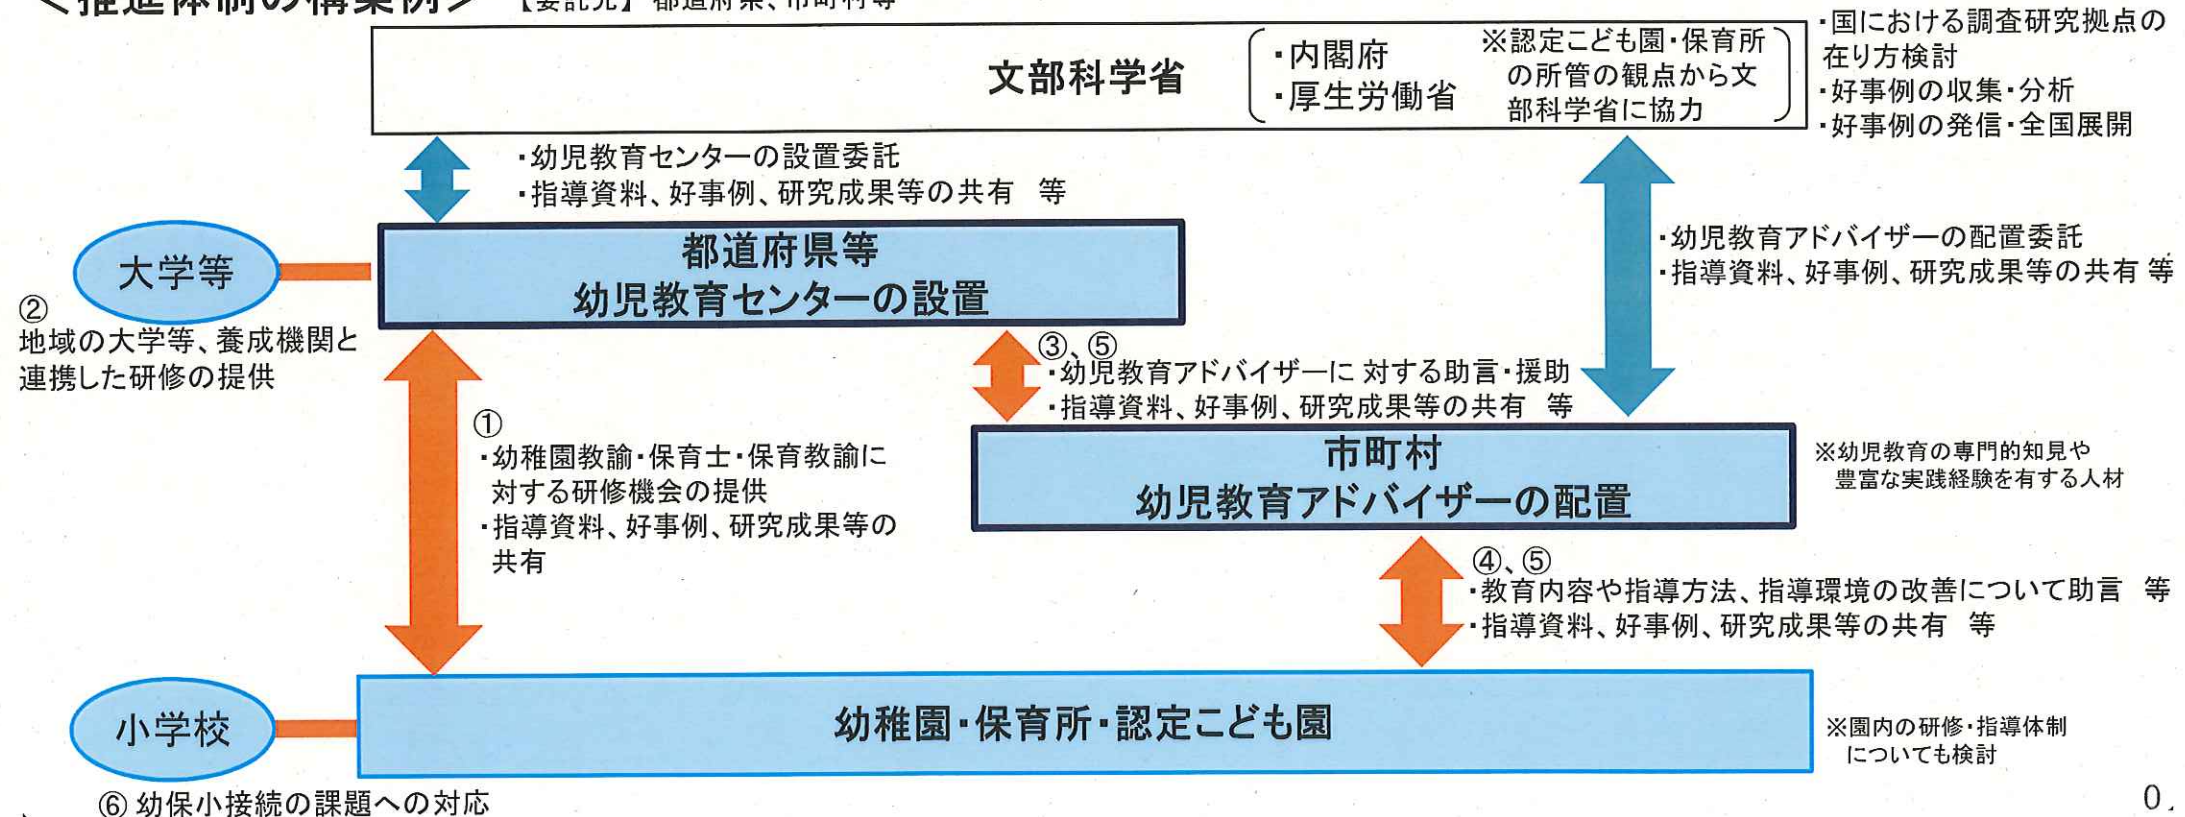 ＜推進体制の構築例＞ 【委託先】 都道府県、市町村等
文部科学省
・内閣府
・厚生労働省
※認定こども園・保育所
の所管の観点から文
部科学省に協力
・国における調査研究拠点の
在り方検討
・好事例の収集・分析
・好事例の発信・全国展開
・幼児教育センターの設置委託
・指導資料、好事例、研究成果等の共有 等
大学等
都道府県等
幼児教育センターの設置
・幼児教育アドバイザーの配置委託
・指導資料、好事例、研究成果等の共有 等
②
地域の大学等、養成機関と
連携した研修の提供
③、⑤
・幼児教育アドバイザーに 対する助言・援助
・指導資料、好事例、研究成果等の共有 等
①
・幼稚園教諭・保育士・保育教諭に
対する研修機会の提供
・指導資料、好事例、研究成果等の
共有
市町村
幼児教育アドバイザーの配置
※幼児教育の専門的知見や
豊富な実践経験を有する人材
④、⑤
・教育内容や指導方法、指導環境の改善について助言 等
・指導資料、好事例、研究成果等の共有 等
小学校
幼稚園・保育所・認定こども園
※園内の研修・指導体制
についても検討
⑥ 幼保小接続の課題への対応
0